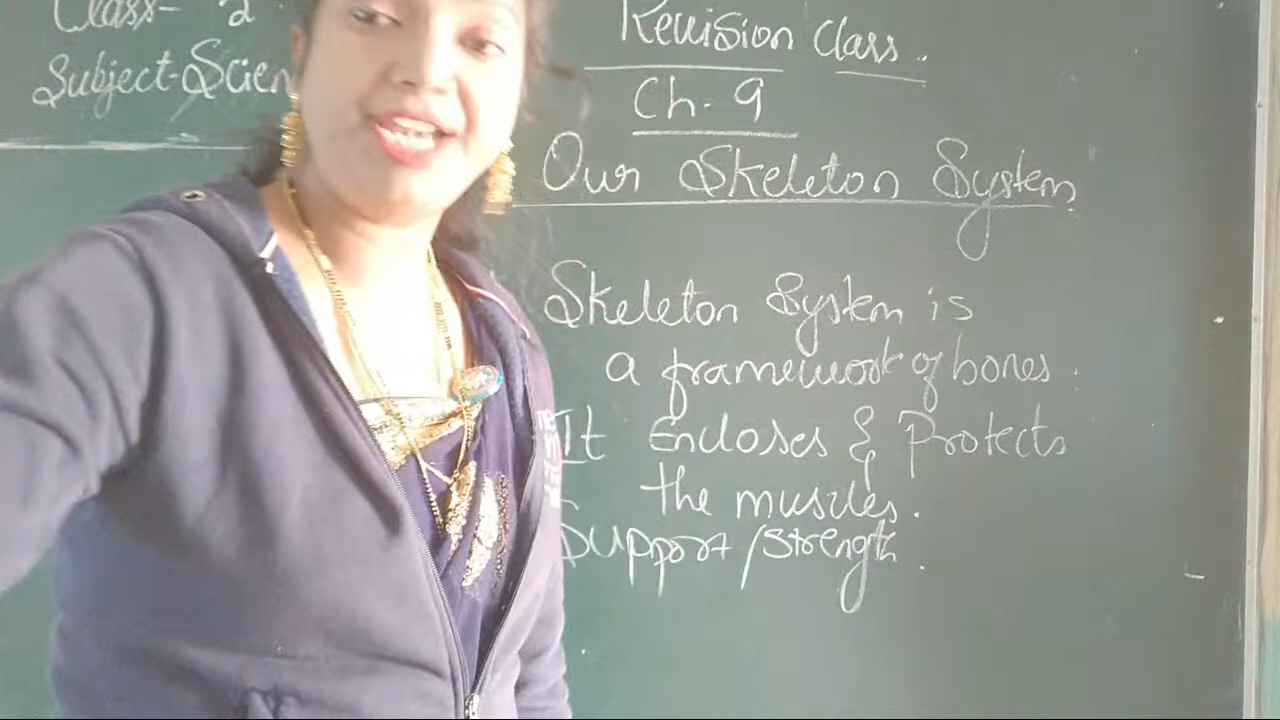 Class- 2
Subject-Scien
Revision Class.
Ch. 9
Our Skeleton System
Skeleton System is
a framework of bones.
It Encloses & Protects
the muscles.
Support/Strength.